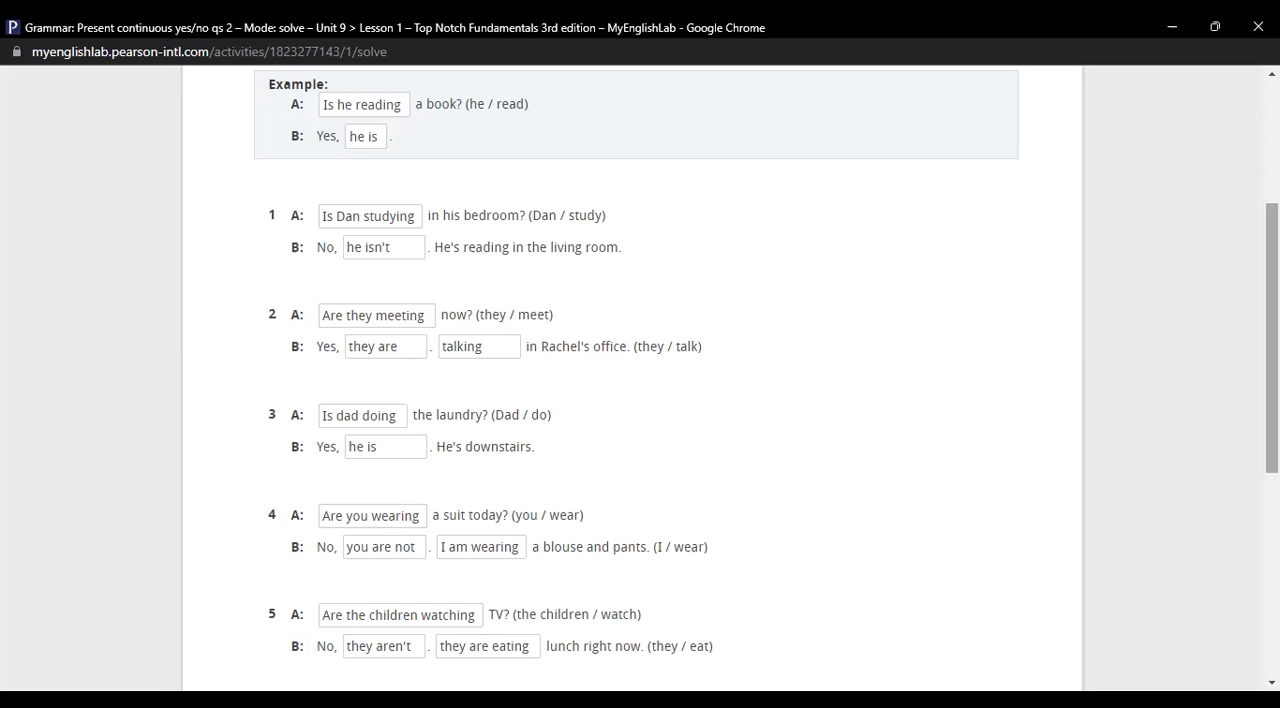 Grammar: Present continuous yes/no qs 2 – Mode: solve – Unit 9 > Lesson 1 – Top Notch Fundamentals 3rd edition – MyEnglishLab - Google Chrome
myenglishlab.pearson-intl.com/activities/1823277143/1/solve
Example:
A: Is he reading a book? (he / read)
B: Yes, he is .
1 A: Is Dan studying in his bedroom? (Dan / study)
B: No, he isn't . He's reading in the living room.
2 A: Are they meeting now? (they / meet)
B: Yes, they are . talking in Rachel's office. (they / talk)
3 A: Is dad doing the laundry? (Dad / do)
B: Yes, he is . He's downstairs.
4 A: Are you wearing a suit today? (you / wear)
B: No, you are not . I am wearing a blouse and pants. (I / wear)
5 A: Are the children watching TV? (the children / watch)
B: No, they aren't . they are eating lunch right now. (they / eat)